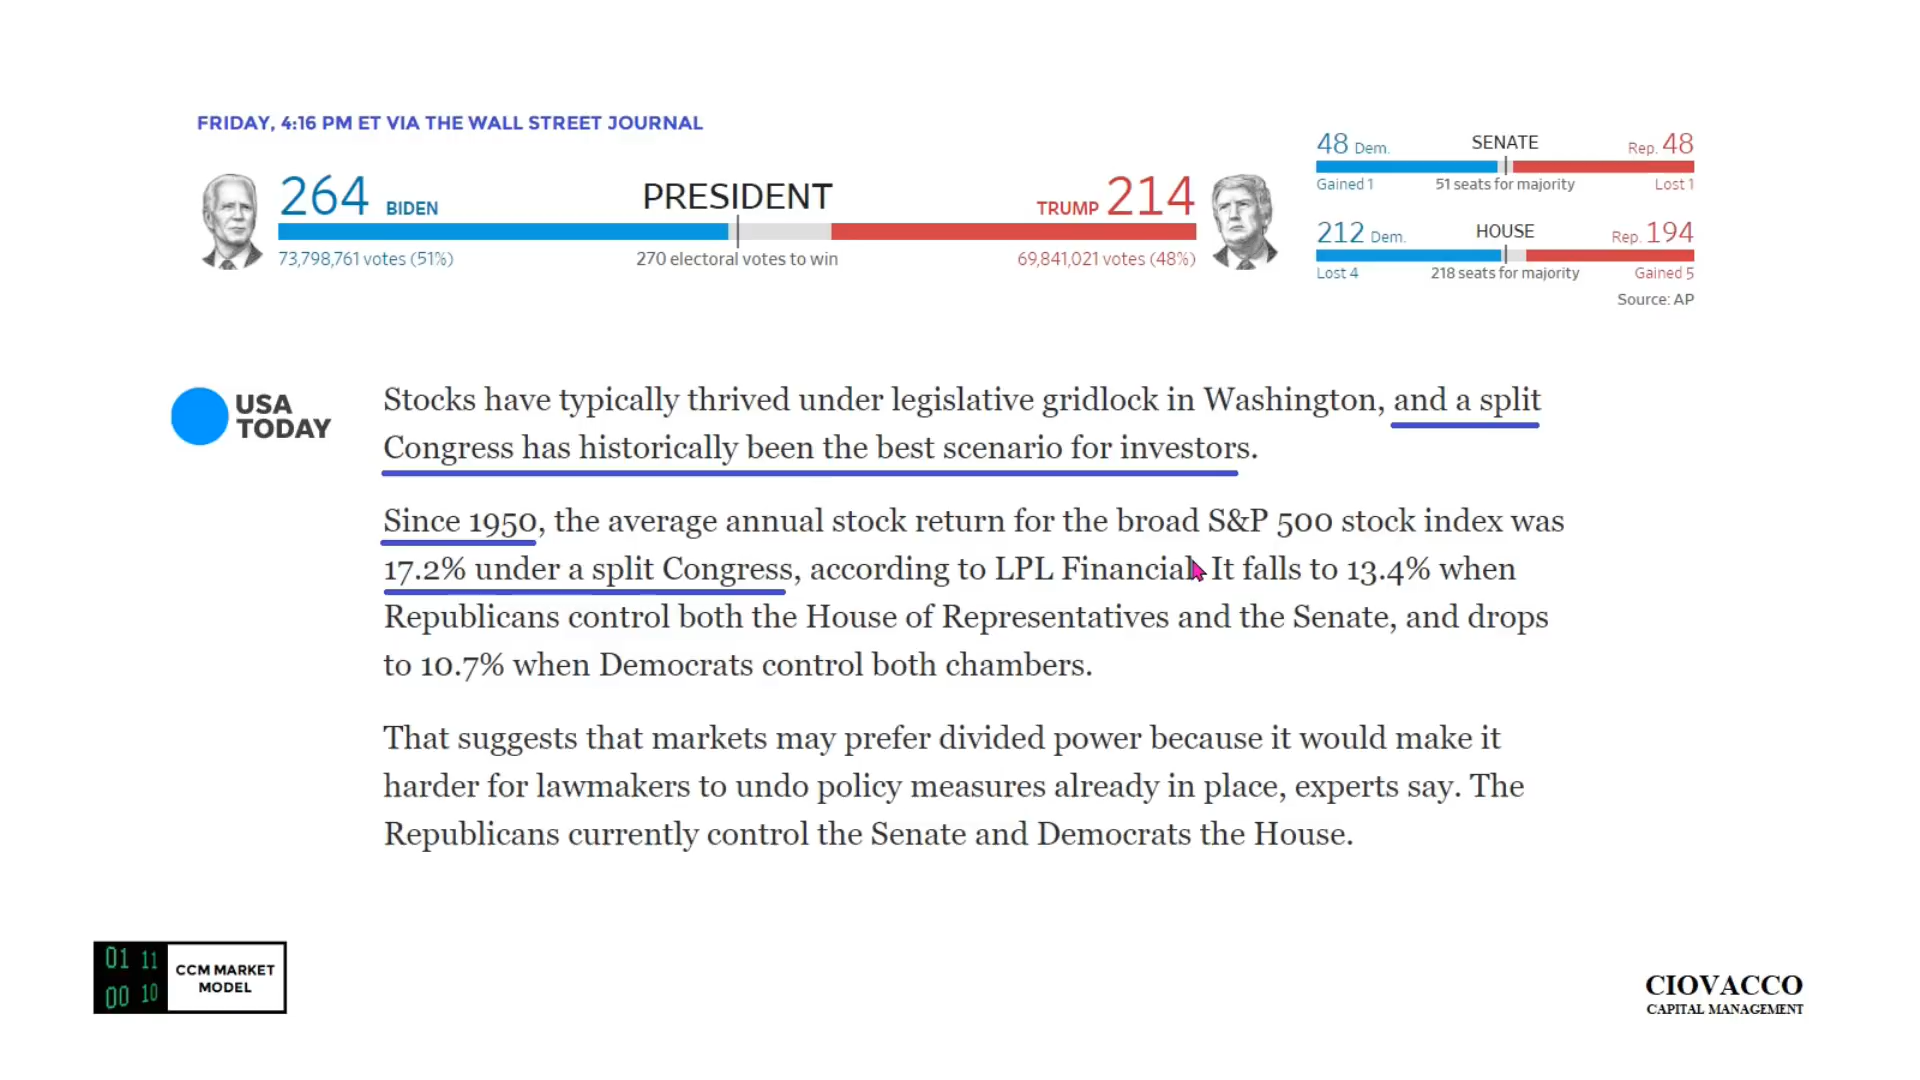 FRIDAY, 4:16 PM ET VIA THE WALL STREET JOURNAL
264 BIDEN
PRESIDENT
TRUMP 214
73,798,761 votes (51%)
270 electoral votes to win
69,841,021 votes (48%)
48 Dem.
SENATE
Rep. 48
Gained 1
51 seats for majority
Lost 1
212 Dem.
HOUSE
Rep. 194
Lost 4
218 seats for majority
Gained 5
Source: AP
USA
TODAY
Stocks have typically thrived under legislative gridlock in Washington, and a split
Congress has historically been the best scenario for investors.
Since 1950, the average annual stock return for the broad S&P 500 stock index was
17.2% under a split Congress, according to LPL Financial. It falls to 13.4% when
Republicans control both the House of Representatives and the Senate, and drops
to 10.7% when Democrats control both chambers.
That suggests that markets may prefer divided power because it would make it
harder for lawmakers to undo policy measures already in place, experts say. The
Republicans currently control the Senate and Democrats the House.
01 11
00 10
CCM MARKET
MODEL
CIOVACCO
CAPITAL MANAGEMENT